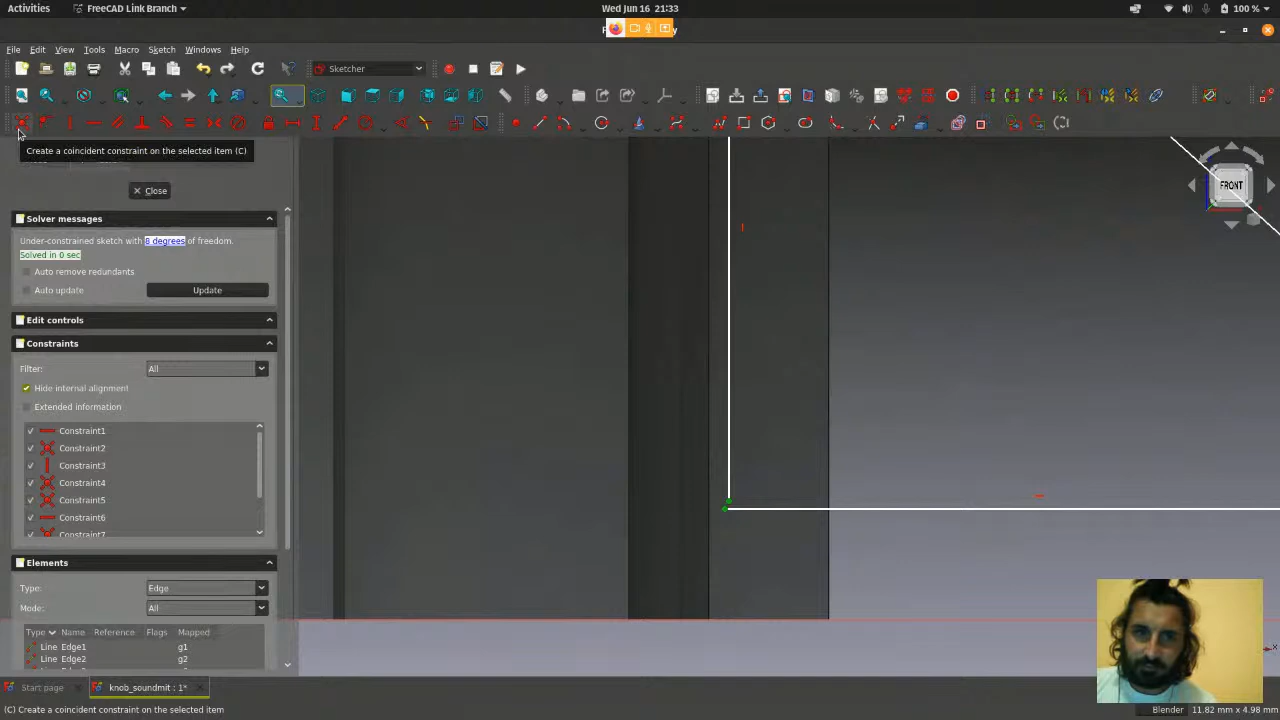 Activities
FreeCAD Link Branch
Wed Jun 16 21:33
100 %
File Edit View Tools Macro Sketch Windows Help
Sketcher
Create a coincident constraint on the selected item (C)
Close
FRONT
Solver messages
Under-constrained sketch with 8 degrees of freedom.
Solved in 0 sec
Auto remove redundants
Auto update
Update
Edit controls
Constraints
Filter: All
Hide internal alignment
Extended information
Constraint1
Constraint2
Constraint3
Constraint4
Constraint5
Constraint6
Constraint7
Elements
Type: Edge
Mode: All
Type Name Reference Flags Mapped
Line Edge1 g1
Line Edge2 g2
X
Start page
knob_soundmit : 1*
(C) Create a coincident constraint on the selected item
Blender
11.82 mm x 4.98 mm